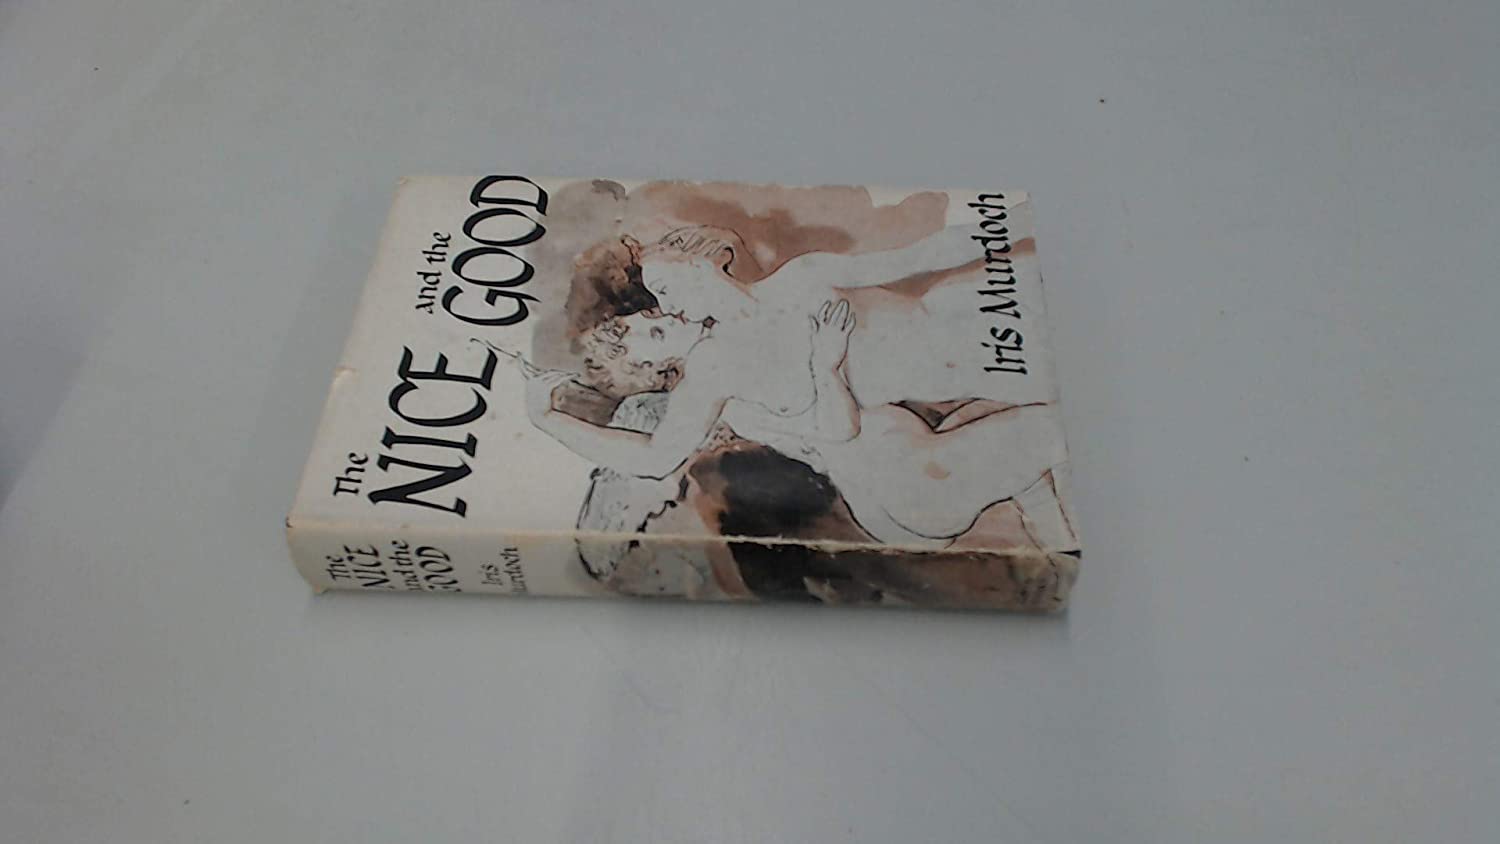 The
NICE
and the
GOOD
Iris Murdoch
The
NICE
and the
GOOD
Iris
Murdoch